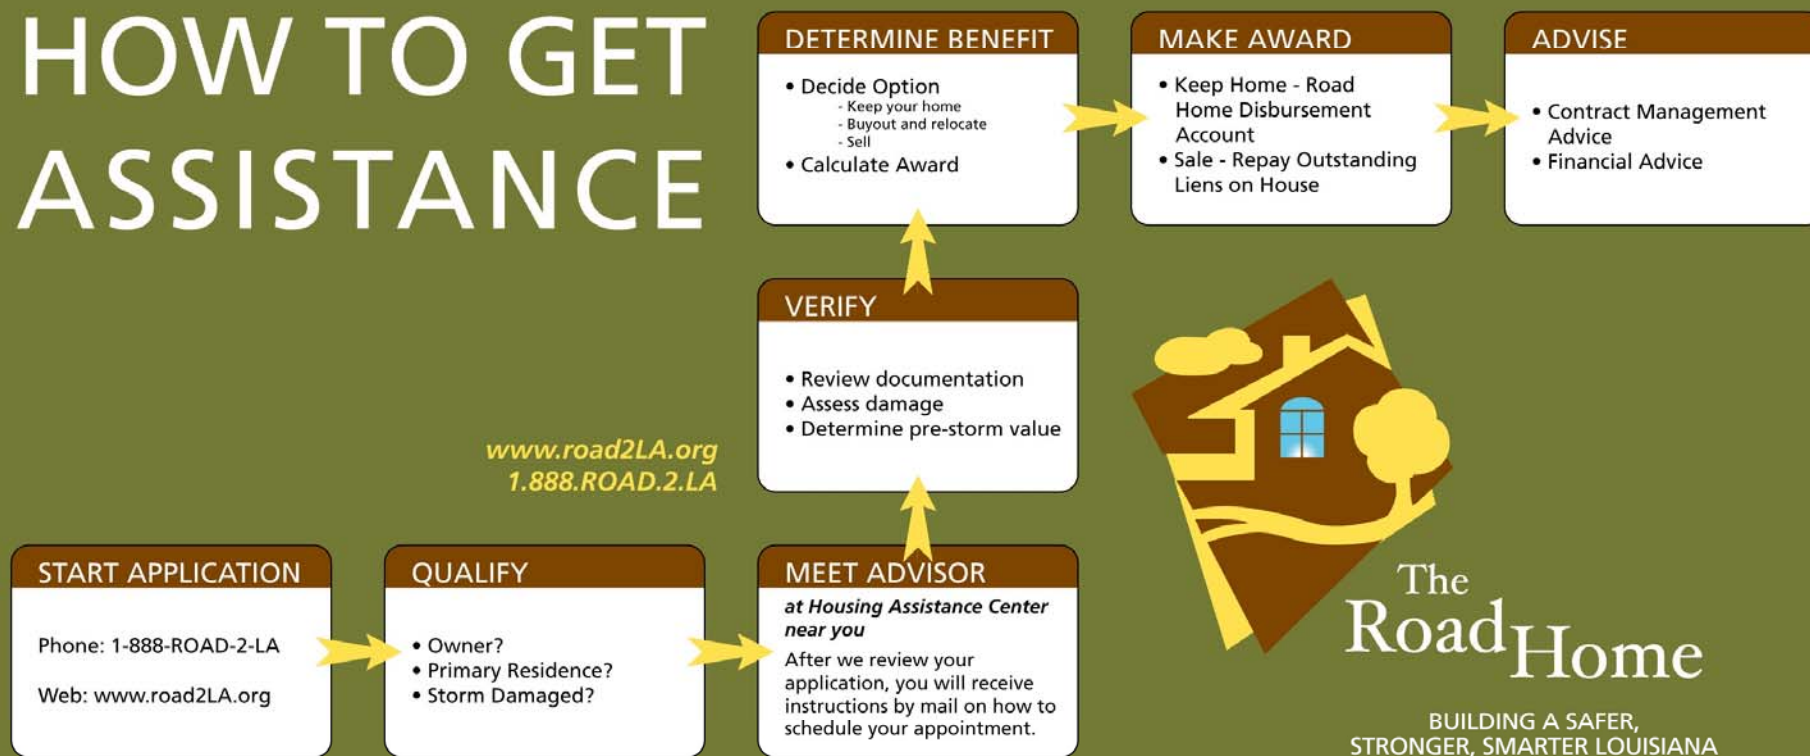 HOW TO GET
ASSISTANCE
www.road2LA.org
1.888.ROAD.2.LA
START APPLICATION
Phone: 1-888-ROAD-2-LA
Web: www.road2LA.org
QUALIFY
• Owner?
• Primary Residence?
• Storm Damaged?
MEET ADVISOR
at Housing Assistance Center
near you
After we review your
application, you will receive
instructions by mail on how to
schedule your appointment.
VERIFY
• Review documentation
• Assess damage
• Determine pre-storm value
DETERMINE BENEFIT
• Decide Option
- Keep your home
- Buyout and relocate
- Sell
• Calculate Award
MAKE AWARD
• Keep Home - Road
Home Disbursement
Account
• Sale - Repay Outstanding
Liens on House
ADVISE
• Contract Management
Advice
• Financial Advice
The
Road Home
BUILDING A SAFER,
STRONGER, SMARTER LOUISIANA